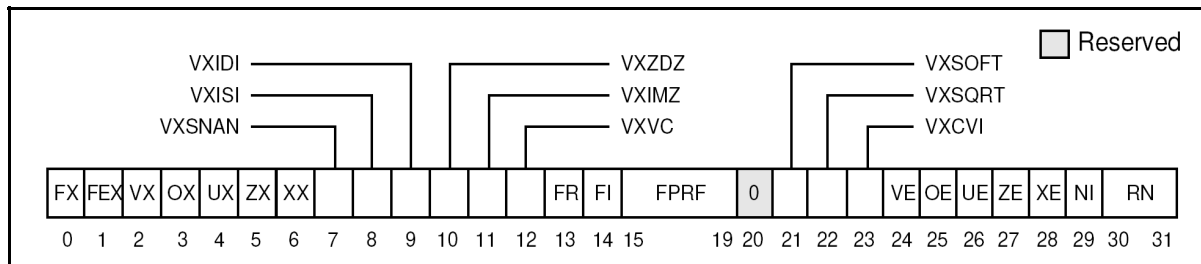 Reserved
VXIDI VXZDZ VXSOFT
VXISI VXIMZ VXSQRT
VXSNAN VXVC VXCVI
FX FEX VX OX UX ZX XX FR FI FPRF 0 VE OE UE ZE XE NI RN
0 1 2 3 4 5 6 7 8 9 10 11 12 13 14 15 19 20 21 22 23 24 25 26 27 28 29 30 31